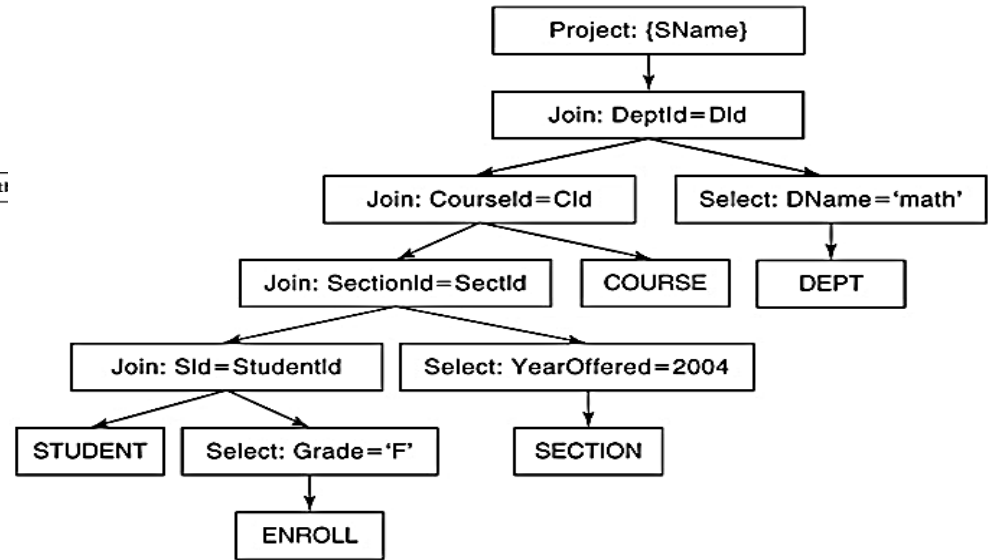 Project: {SName}
Join: DeptId=DId
Join: CourseId=CId
Select: DName=‘math’
Join: SectionId=SectId
COURSE
DEPT
Join: SId=StudentId
Select: YearOffered=2004
STUDENT
Select: Grade=‘F’
SECTION
ENROLL